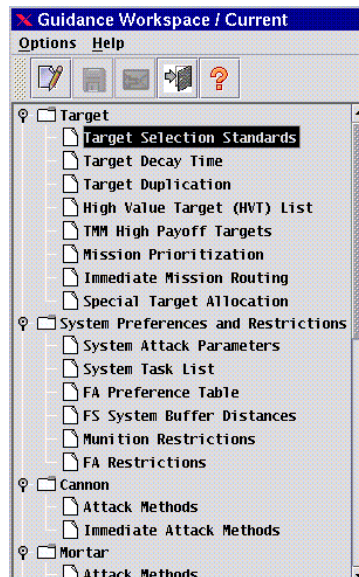 Guidance Workspace / Current
Options Help
?
Target
Target Selection Standards
Target Decay Time
Target Duplication
High Value Target (HVT) List
TMM High Payoff Targets
Mission Prioritization
Immediate Mission Routing
Special Target Allocation
System Preferences and Restrictions
System Attack Parameters
System Task List
FA Preference Table
FS System Buffer Distances
Munition Restrictions
FA Restrictions
Cannon
Attack Methods
Immediate Attack Methods
Mortar
Attack Methods